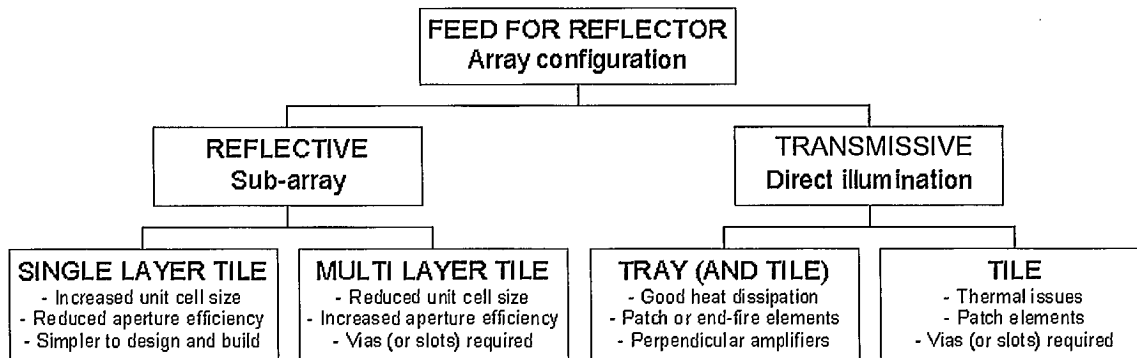 FEED FOR REFLECTOR
Array configuration
REFLECTIVE
Sub-array
TRANSMISSIVE
Direct illumination
SINGLE LAYER TILE
- Increased unit cell size
- Reduced aperture efficiency
- Simpler to design and build
MULTI LAYER TILE
- Reduced unit cell size
- Increased aperture efficiency
- Vias (or slots) required
TRAY (AND TILE)
- Good heat dissipation
- Patch or end-fire elements
- Perpendicular amplifiers
TILE
- Thermal issues
- Patch elements
- Vias (or slots) required